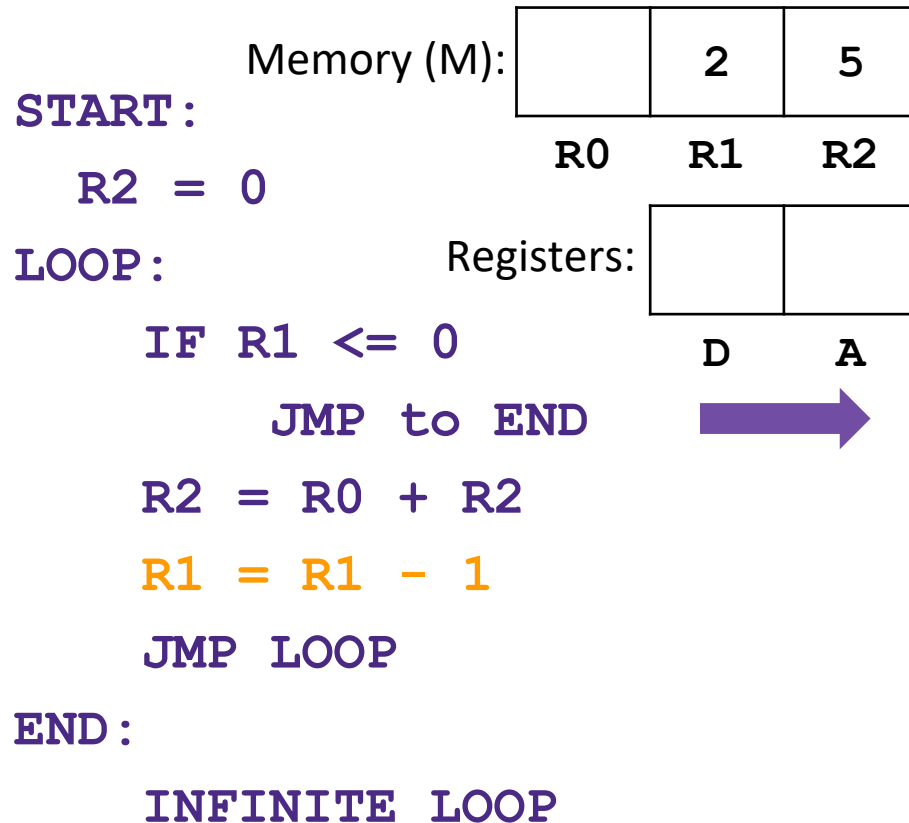 Memory (M): 2 5
R0 R1 R2
Registers:
D A
START:
R2 = 0
LOOP:
IF R1 <= 0
JMP to END
R2 = R0 + R2
R1 = R1 - 1
JMP LOOP
END:
INFINITE LOOP